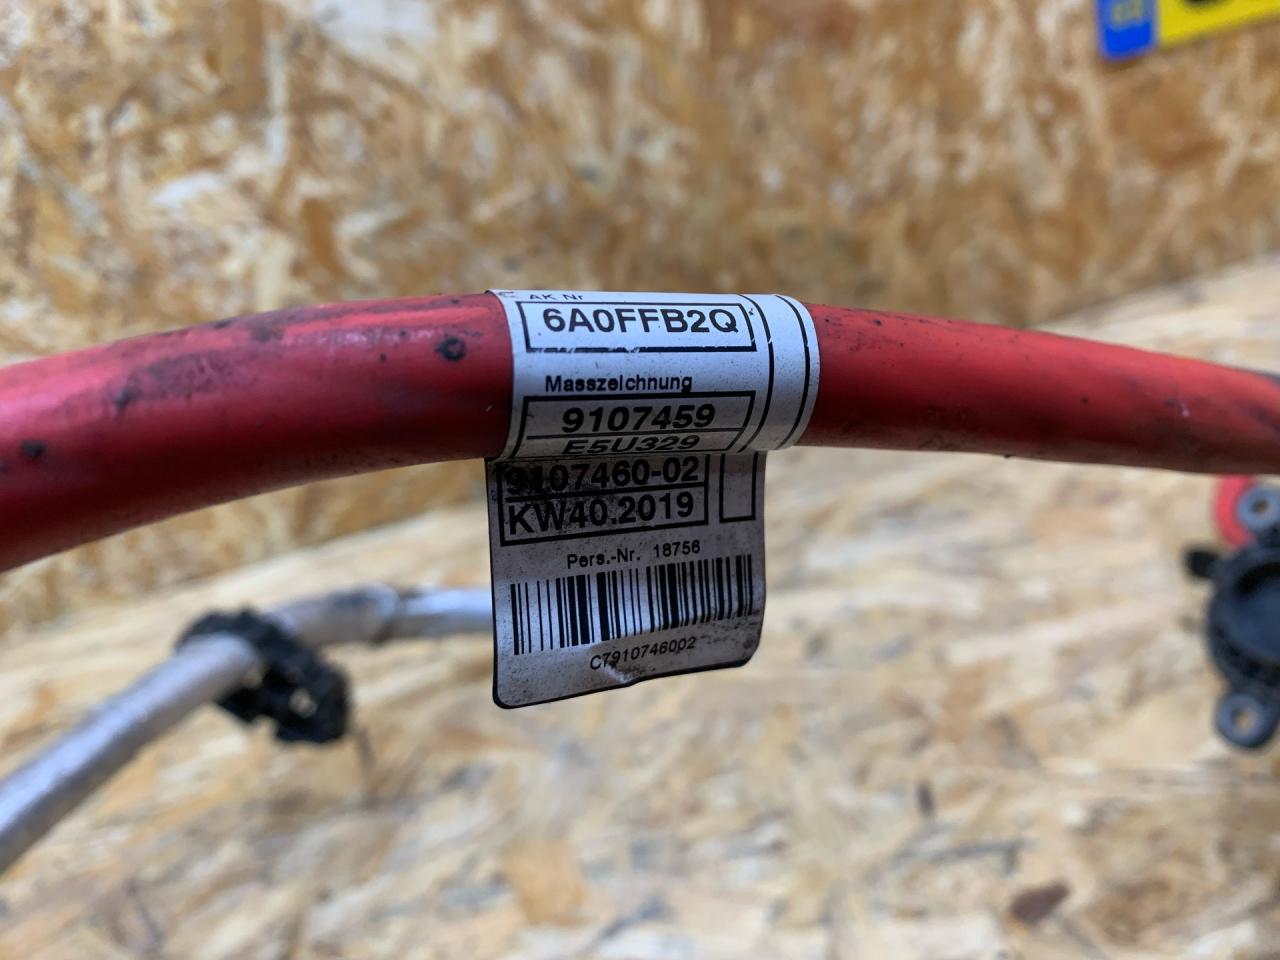 AK Nr
6A0FFB2Q
Masszeichnung
9107459
E5U329
9107460-02
KW40.2019
Pers.-Nr. 18756
C7910746002